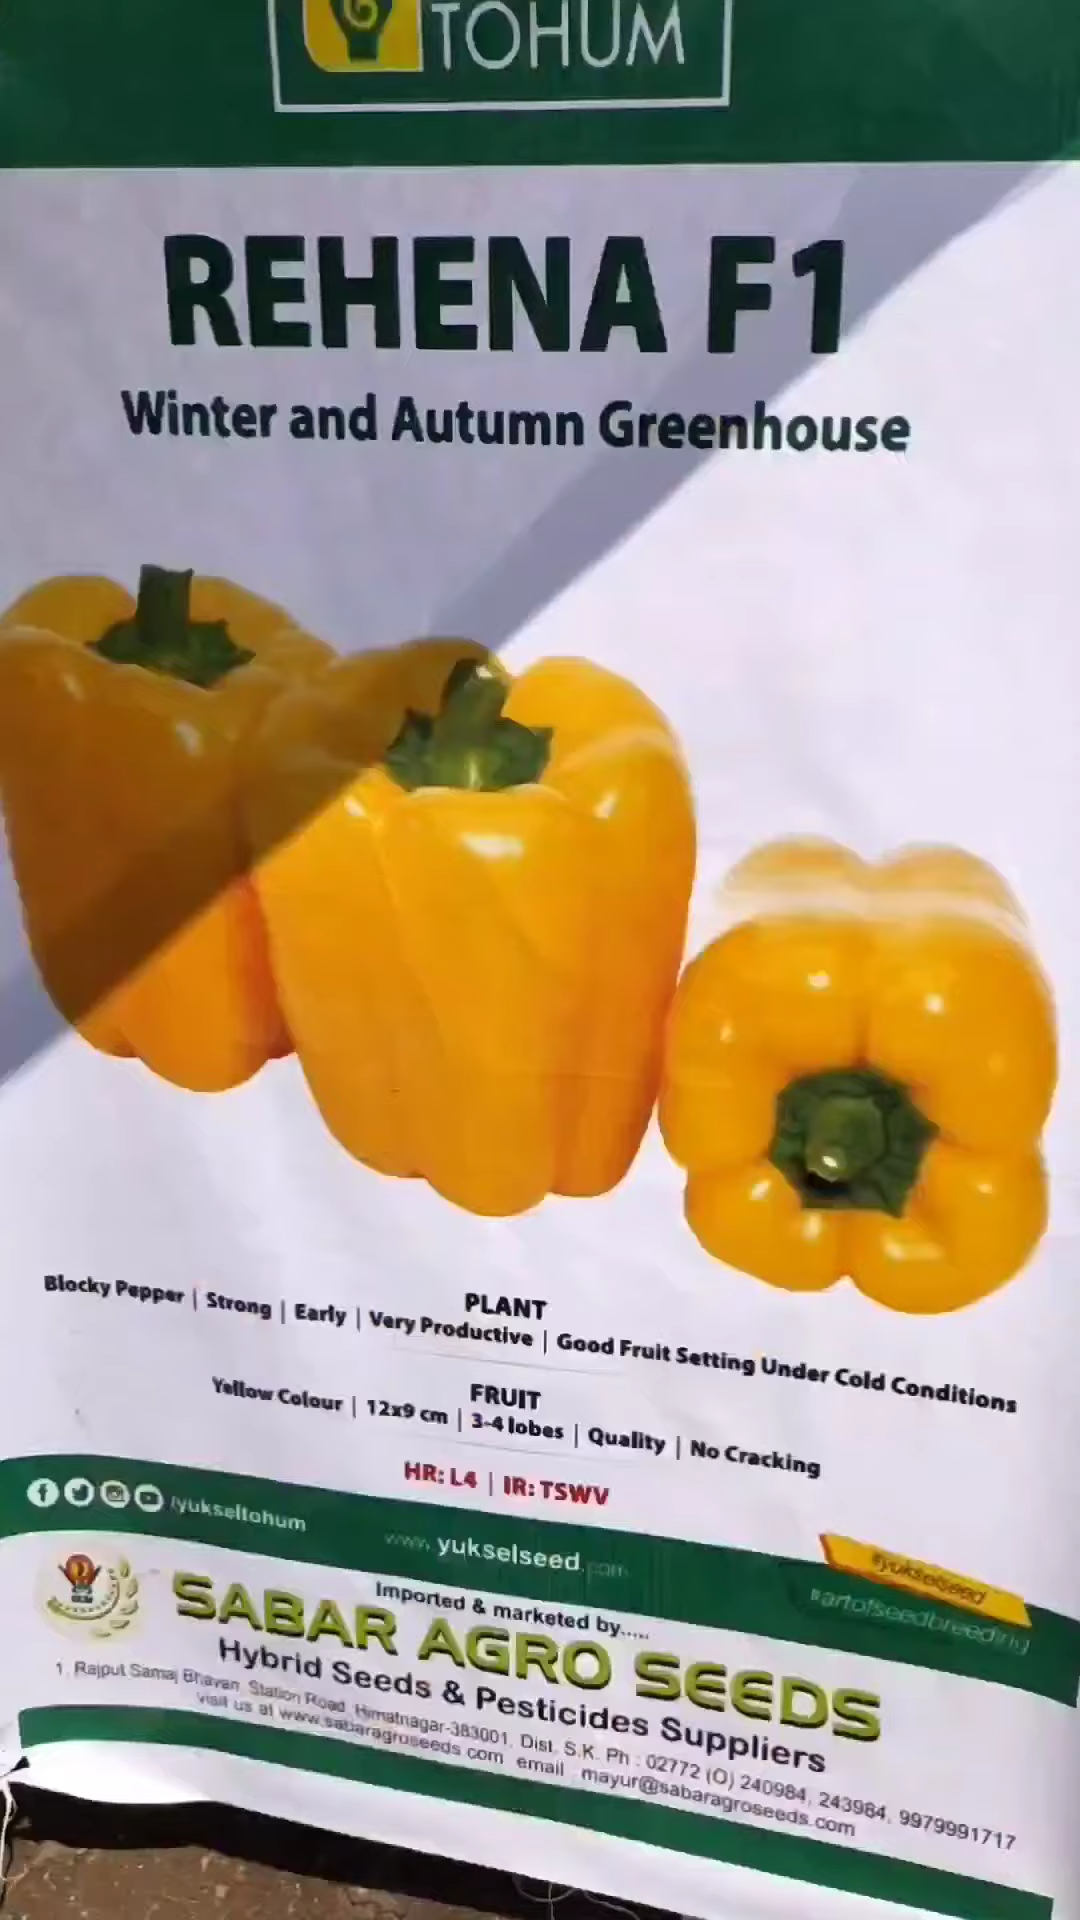 TOHUM
REHENA F1
Winter and Autumn Greenhouse
PLANT
Blocky Pepper | Strong | Early | Very Productive | Good Fruit Setting Under Cold Conditions
FRUIT
Yellow Colour | 12x9 cm | 3-4 lobes | Quality | No Cracking
HR: L4 | IR: TSWV
/yukseltohum
www.yukselseed.com
#yukselseed
#artofseedbreeding
Imported & marketed by.....
SABAR AGRO SEEDS
Hybrid Seeds & Pesticides Suppliers
1, Rajput Samaj Bhavan, Station Road, Himatnagar-383001, Dist. S.K. Ph : 02772 (O) 240984, 243984, 9979991717
visit us at www.sabaragroseeds.com email : mayur@sabaragroseeds.com